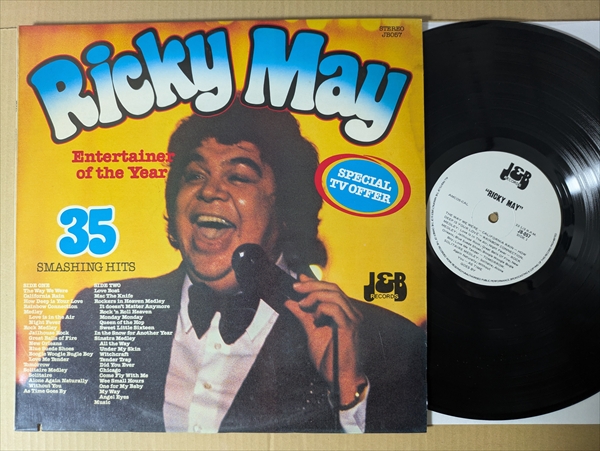 Ricky May
STEREO
JB057
Entertainer
of the Year
SPECIAL
TV OFFER
35
SMASHING HITS
J&B
RECORDS
SIDE ONE
The Way We Were
California Rain
How Deep is Your Love
Rainbow Connection
Medley
Love is in the Air
Night Fever
Rock Medley
Jailhouse Rock
Great Balls of Fire
New Orleans
Blue Suede Shoes
Boogie Woogie Bugle Boy
Love Me Tender
Tomorrow
Solitaire Medley
Solitaire
Alone Again Naturally
Without You
As Time Goes By
SIDE TWO
Love Boat
Mac The Knife
Rockers In Heaven Medley
It doesn't Matter Anymore
Rock 'n Roll Heaven
Monday Monday
Queen of the Hop
Sweet Little Sixteen
In the Snow for Another Year
Sinatra Medley
All the Way
Under My Skin
Witchcraft
Tender Trap
Did You Ever
Chicago
Come Fly With Me
Wee Small Hours
One for My Baby
My Way
Angel Eyes
Music
J&B
RECORDS
"RICKY MAY"
JB 057